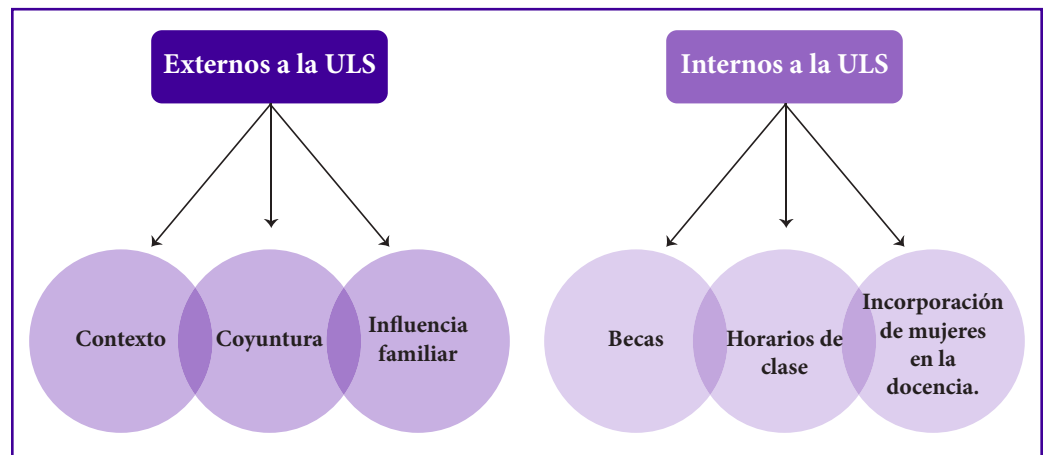 Externos a la ULS
Internos a la ULS
Contexto
Coyuntura
Influencia
familiar
Becas
Horarios de
clase
Incorporación
de mujeres
en la
docencia.